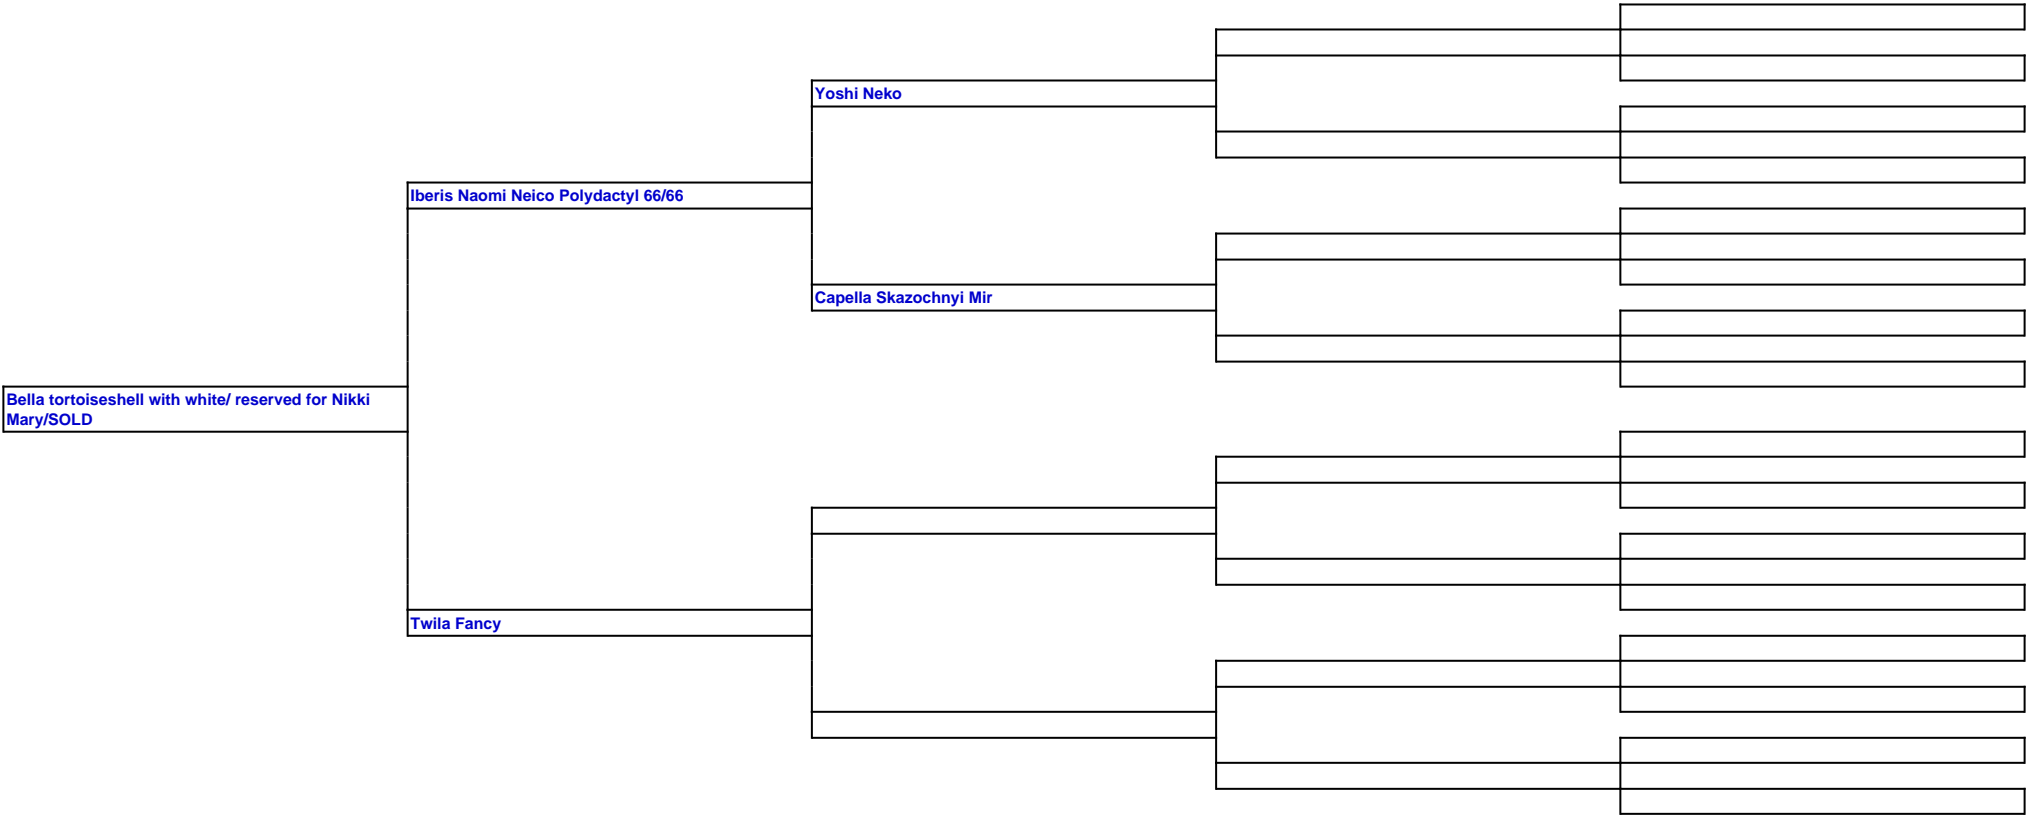 Yoshi Neko
Iberis Naomi Neico Polydactyl 66/66
Capella Skazochnyi Mir
Bella tortoiseshell with white/ reserved for Nikki
Mary/SOLD
Twila Fancy